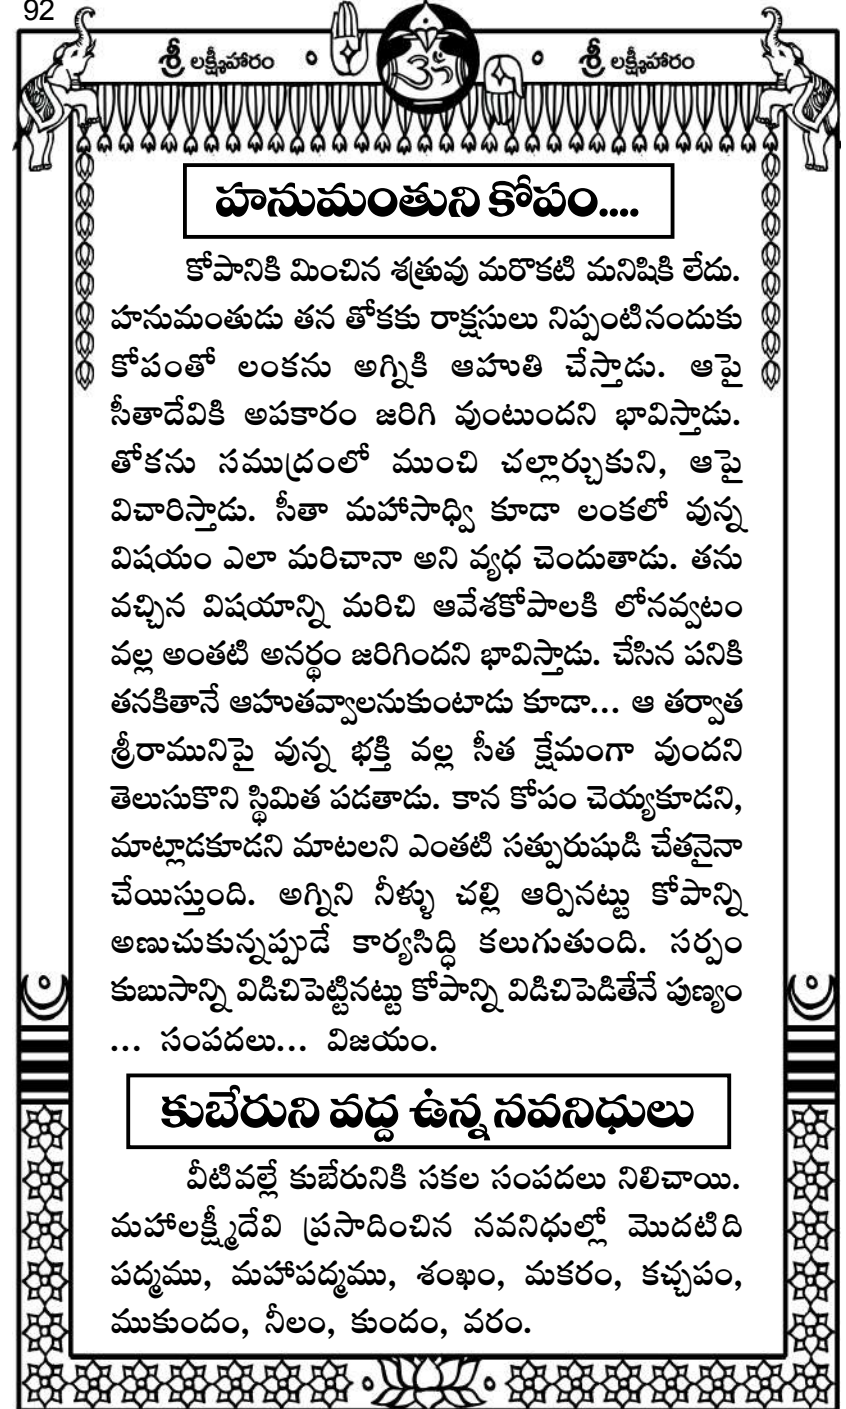 92
శ్రీ లక్ష్మీహారం
శ్రీ లక్ష్మీహారం
ఓం
హనుమంతుని కోపం....
కోపానికి మించిన శత్రువు మరొకటి మనిషికి లేదు.
హనుమంతుడు తన తోకకు రాక్షసులు నిప్పంటినందుకు
కోపంతో లంకను అగ్నికి ఆహుతి చేస్తాడు. ఆపై
సీతాదేవికి అపకారం జరిగి వుంటుందని భావిస్తాడు.
తోకను సముద్రంలో ముంచి చల్లార్చుకుని, ఆపై
విచారిస్తాడు. సీతా మహాసాధ్వి కూడా లంకలో వున్న
విషయం ఎలా మరిచానా అని వ్యధ చెందుతాడు. తను
వచ్చిన విషయాన్ని మరిచి ఆవేశకోపాలకి లోనవ్వటం
వల్ల అంతటి అనర్థం జరిగిందని భావిస్తాడు. చేసిన పనికి
తనకితానే ఆహుతవ్వాలనుకుంటాడు కూడా... ఆ తర్వాత
శ్రీరామునిపై వున్న భక్తి వల్ల సీత క్షేమంగా వుందని
తెలుసుకొని స్థిమిత పడతాడు. కాన కోపం చెయ్యకూడని,
మాట్లాడకూడని మాటలని ఎంతటి సత్పురుషుడి చేతనైనా
చేయిస్తుంది. అగ్నిని నీళ్ళు చల్లి ఆర్పినట్టు కోపాన్ని
అణుచుకున్నప్పుడే కార్యసిద్ధి కలుగుతుంది. సర్పం
కుబుసాన్ని విడిచిపెట్టినట్టు కోపాన్ని విడిచిపెడితేనే పుణ్యం
... సంపదలు... విజయం.
కుబేరుని వద్ద ఉన్న నవనిధులు
వీటివల్లే కుబేరునికి సకల సంపదలు నిలిచాయి.
మహాలక్ష్మీదేవి ప్రసాదించిన నవనిధుల్లో మొదటిది
పద్మము, మహాపద్మము, శంఖం, మకరం, కచ్ఛపం,
ముకుందం, నీలం, కుందం, వరం.